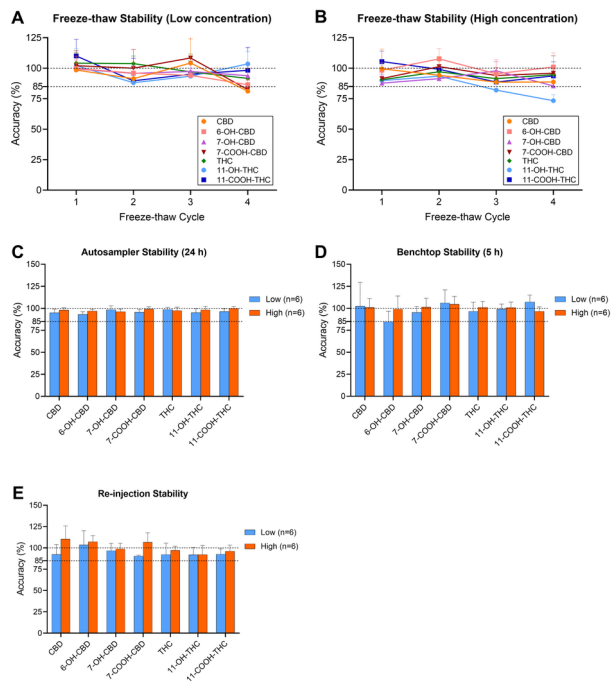 A
Freeze-thaw Stability (Low concentration)
Accuracy (%)
125
100
85
75
50
25
0
CBD
6-OH-CBD
7-OH-CBD
7-COOH-CBD
THC
11-OH-THC
11-COOH-THC
1 2 3 4
Freeze-thaw Cycle
B
Freeze-thaw Stability (High concentration)
Accuracy (%)
125
100
85
75
50
25
0
CBD
6-OH-CBD
7-OH-CBD
7-COOH-CBD
THC
11-OH-THC
11-COOH-THC
1 2 3 4
Freeze-thaw Cycle
C
Autosampler Stability (24 h)
Accuracy (%)
150
125
100
85
75
50
25
0
Low (n=6)
High (n=6)
CBD
6-OH-CBD
7-OH-CBD
7-COOH-CBD
THC
11-OH-THC
11-COOH-THC
D
Benchtop Stability (5 h)
Accuracy (%)
150
125
100
85
75
50
25
0
Low (n=6)
High (n=6)
CBD
6-OH-CBD
7-OH-CBD
7-COOH-CBD
THC
11-OH-THC
11-COOH-THC
E
Re-injection Stability
Accuracy (%)
150
125
100
85
75
50
25
0
Low (n=6)
High (n=6)
CBD
6-OH-CBD
7-OH-CBD
7-COOH-CBD
THC
11-OH-THC
11-COOH-THC